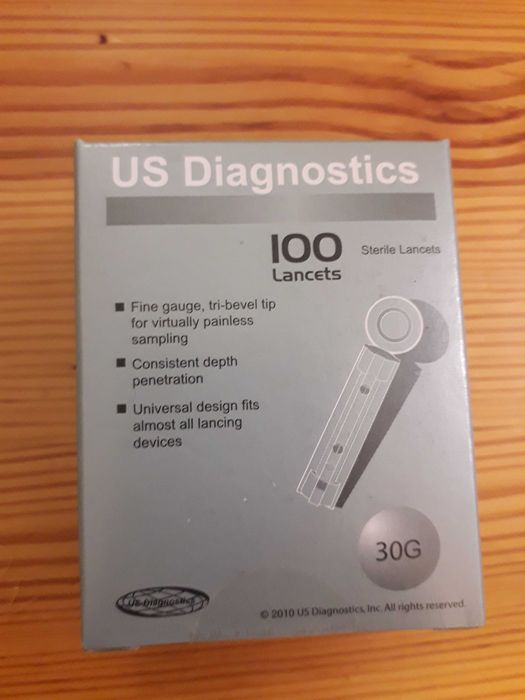 US Diagnostics
100
Lancets
Sterile Lancets
Fine gauge, tri-bevel tip
for virtually painless
sampling
Consistent depth
penetration
Universal design fits
almost all lancing
devices
30G
US Diagnostics
© 2010 US Diagnostics, Inc. All rights reserved.